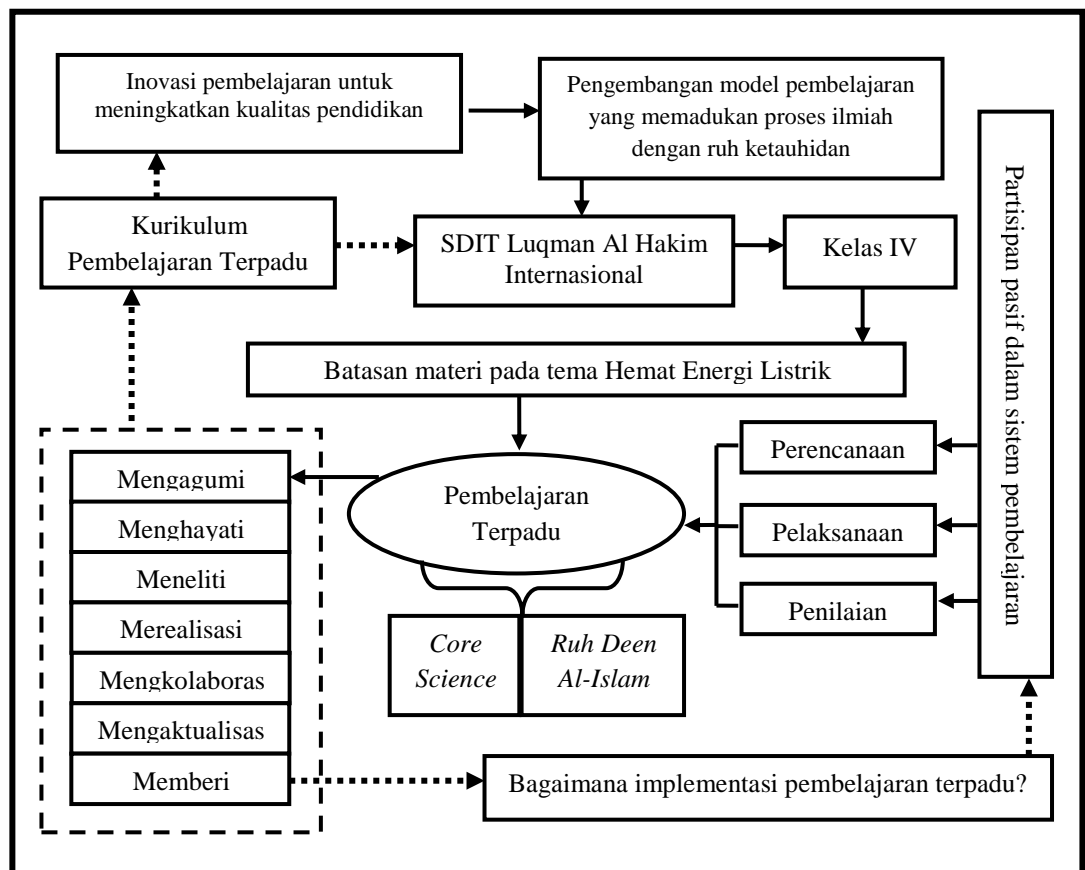 Inovasi pembelajaran untuk
meningkatkan kualitas pendidikan
Pengembangan model pembelajaran
yang memadukan proses ilmiah
dengan ruh ketauhidan
Kurikulum
Pembelajaran Terpadu
SDIT Luqman Al Hakim
Internasional
Kelas IV
Partisipan pasif dalam sistem pembelajaran
Batasan materi pada tema Hemat Energi Listrik
Mengagumi
Menghayati
Meneliti
Merealisasi
Mengkolaboras
Mengaktualisas
Memberi
Pembelajaran
Terpadu
Core
Science
Ruh Deen
Al-Islam
Perencanaan
Pelaksanaan
Penilaian
Bagaimana implementasi pembelajaran terpadu?